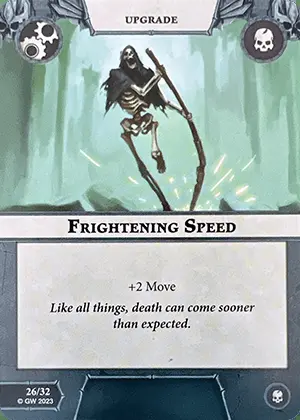 UPGRADE
FRIGHTENING SPEED
+2 Move
Like all things, death can come sooner
than expected.
26/32
© GW 2023